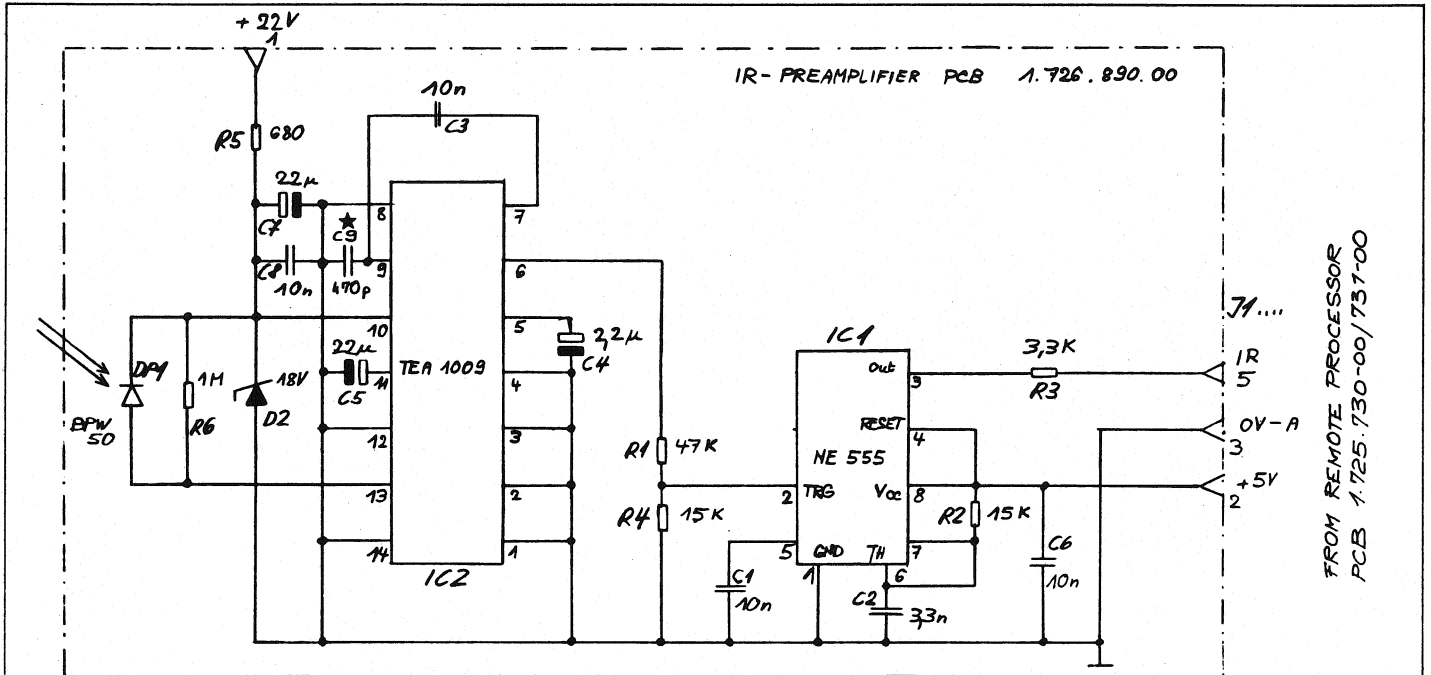 + 22V
1
IR- PREAMPLIFIER PCB 1.726.890.00
10n
C3
R5 680
22µ
C7
8
7
★
C9
C8
10n
470p
9
6
10
5
2,2µ
C4
22µ
C5
11
TEA 1009
4
DP1
BPW
50
1M
R6
18V
D2
12
3
13
2
14
1
IC2
R1 47K
R4 15K
IC1
Out
3
3,3K
R3
RESET
4
NE 555
2
TRG
Vcc
8
R2 15K
5
GND
TH
7
1
6
C1
10n
C2
3,3n
C6
10n
J1....
IR
5
0V-A
3
+5V
2
FROM REMOTE PROCESSOR
PCB 1.725.730-00/731-00